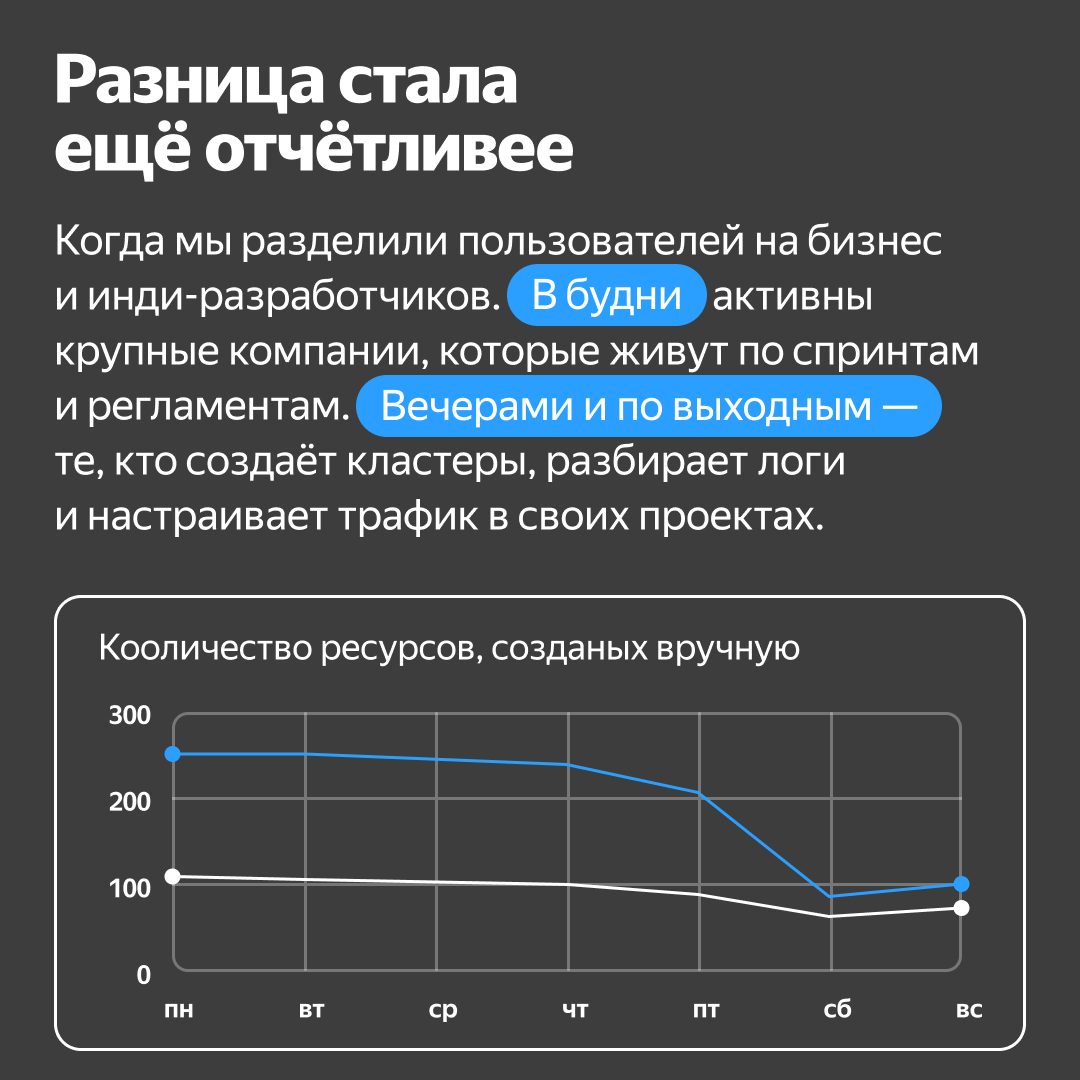 Разница стала
ещё отчётливее
Когда мы разделили пользователей на бизнес
и инди-разработчиков. В будни активны
крупные компании, которые живут по спринтам
и регламентам. Вечерами и по выходным —
те, кто создаёт кластеры, разбирает логи
и настраивает трафик в своих проектах.
Кооличество ресурсов, созданых вручную
300
200
100
0
пн вт ср чт пт сб вс